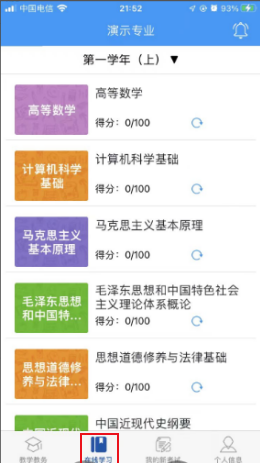 中国电信
21:52
93%
演示专业
第一学年（上）▼
高等数学
高等数学
得分：0/100
计算机科学
基础
计算机科学基础
得分：0/100
马克思主义
基本原理
马克思主义基本原理
得分：0/100
毛泽东思想
和中国特...
毛泽东思想和中国特色社会
主义理论体系概论
得分：0/100
思想道德修
养与法律...
思想道德修养与法律基础
得分：0/100
中国近现代
中国近现代史纲要
教学教务
在线学习
个人信息